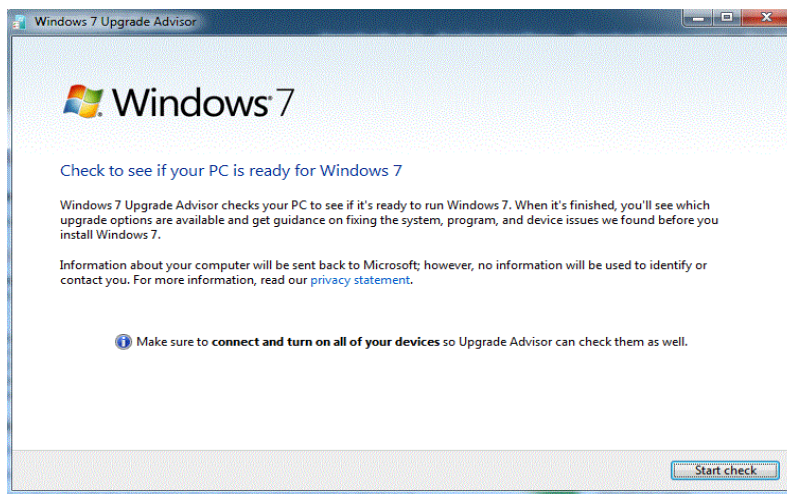 Windows 7 Upgrade Advisor
Windows 7
Check to see if your PC is ready for Windows 7
Windows 7 Upgrade Advisor checks your PC to see if it's ready to run Windows 7. When it's finished, you'll see which
upgrade options are available and get guidance on fixing the system, program, and device issues we found before you
install Windows 7.
Information about your computer will be sent back to Microsoft; however, no information will be used to identify or
contact you. For more information, read our privacy statement.
Make sure to connect and turn on all of your devices so Upgrade Advisor can check them as well.
Start check